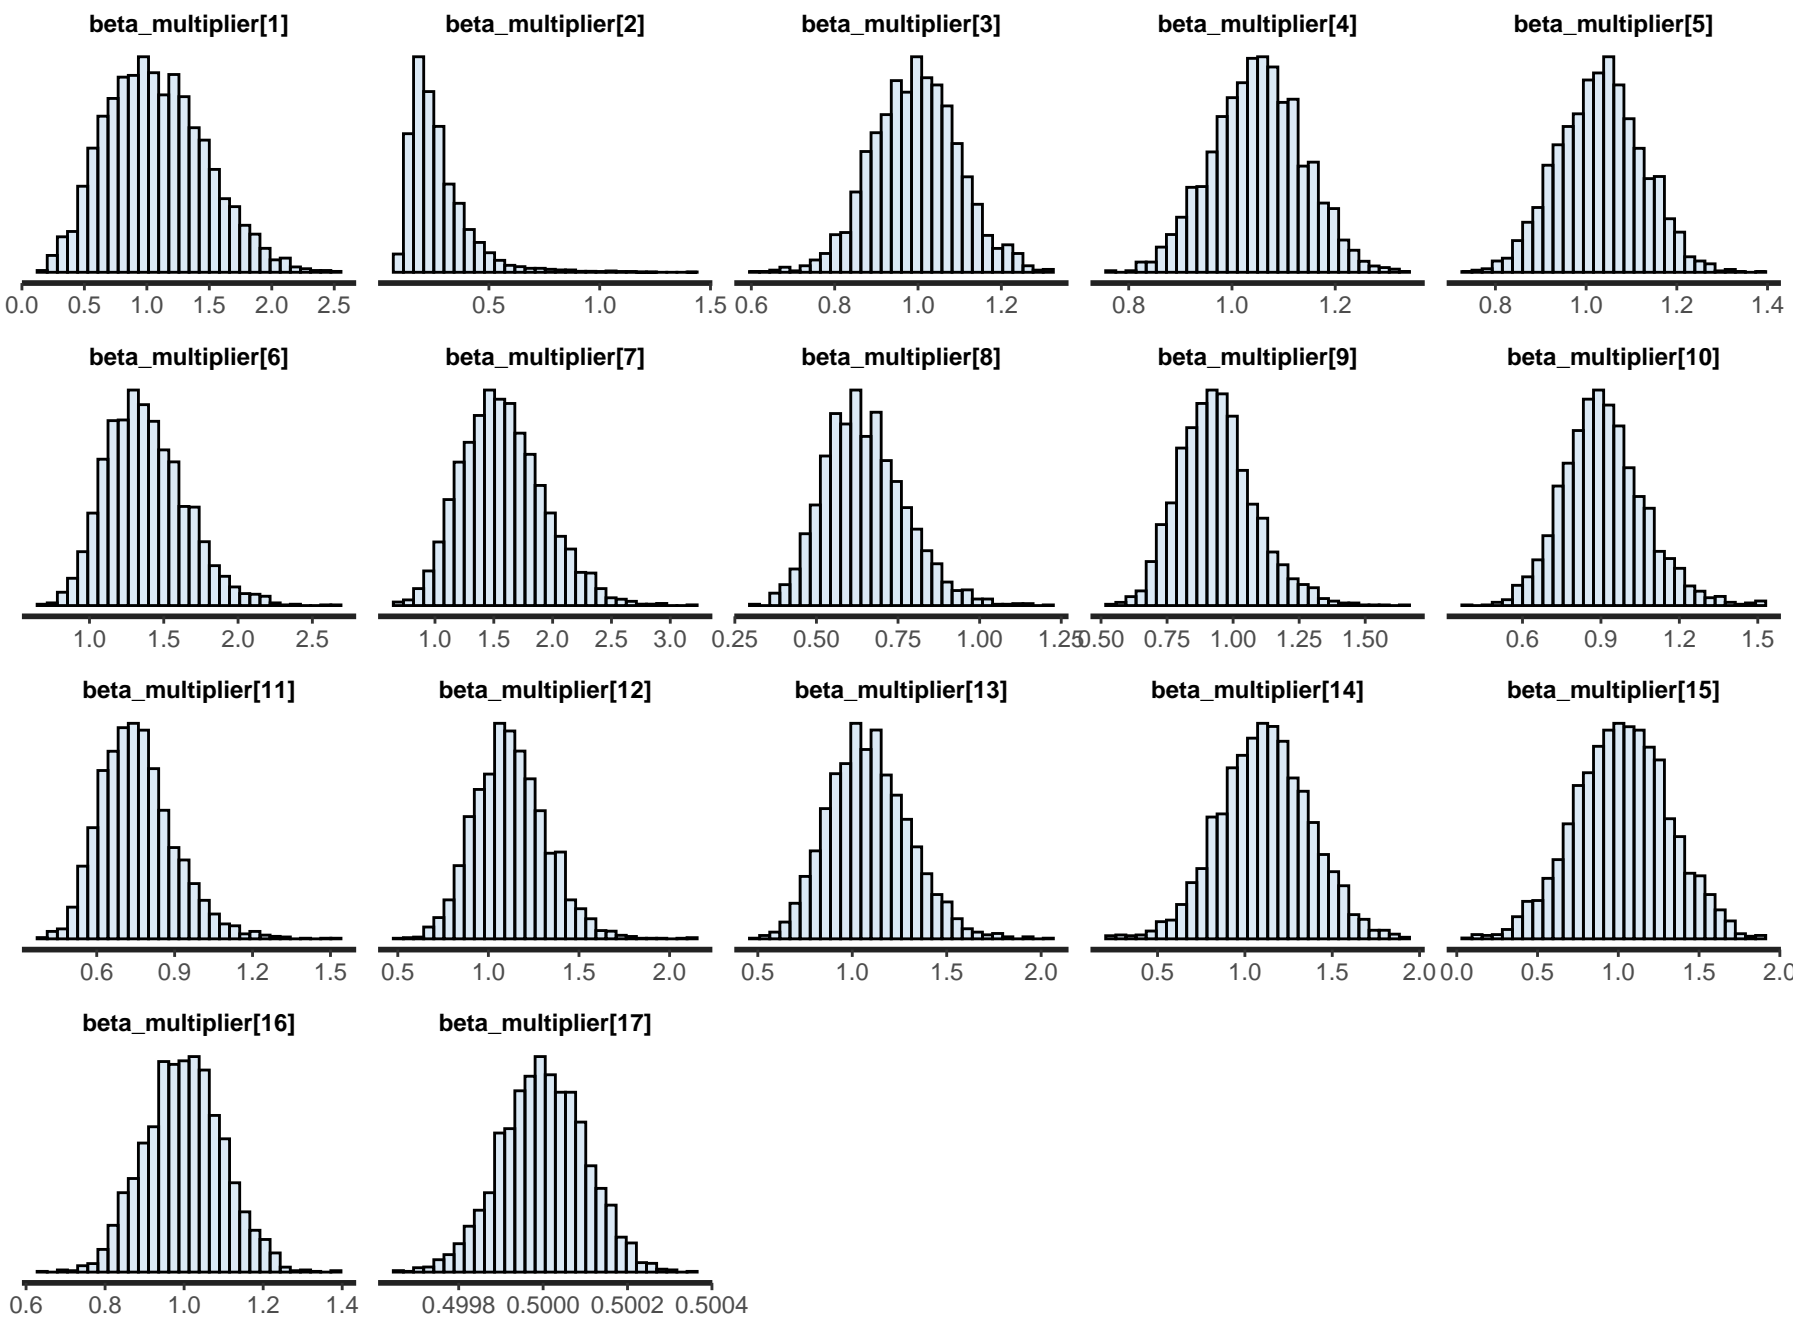 beta_multiplier[1] beta_multiplier[2] beta_multiplier[3] beta_multiplier[4] beta_multiplier[5]
0.0 0.5 1.0 1.5 2.0 2.5 0.5 1.0 1.5 0.6 0.8 1.0 1.2 0.8 1.0 1.2 0.8 1.0 1.2 1.4
beta_multiplier[6] beta_multiplier[7] beta_multiplier[8] beta_multiplier[9] beta_multiplier[10]
1.0 1.5 2.0 2.5 1.0 1.5 2.0 2.5 3.0 0.25 0.50 0.75 1.00 1.25 0.50 0.75 1.00 1.25 1.50 0.6 0.9 1.2 1.5
beta_multiplier[11] beta_multiplier[12] beta_multiplier[13] beta_multiplier[14] beta_multiplier[15]
0.6 0.9 1.2 1.5 0.5 1.0 1.5 2.0 0.5 1.0 1.5 2.0 0.5 1.0 1.5 2.0 0.0 0.5 1.0 1.5 2.0
beta_multiplier[16] beta_multiplier[17]
0.6 0.8 1.0 1.2 1.4 0.4998 0.5000 0.5002 0.5004